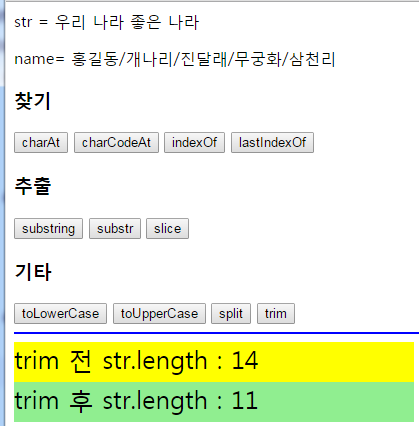 str = 우리 나라 좋은 나라
name= 홍길동/개나리/진달래/무궁화/삼천리
찾기
charAt charCodeAt indexOf lastIndexOf
추출
substring substr slice
기타
toLowerCase toUpperCase split trim
trim 전 str.length : 14
trim 후 str.length : 11